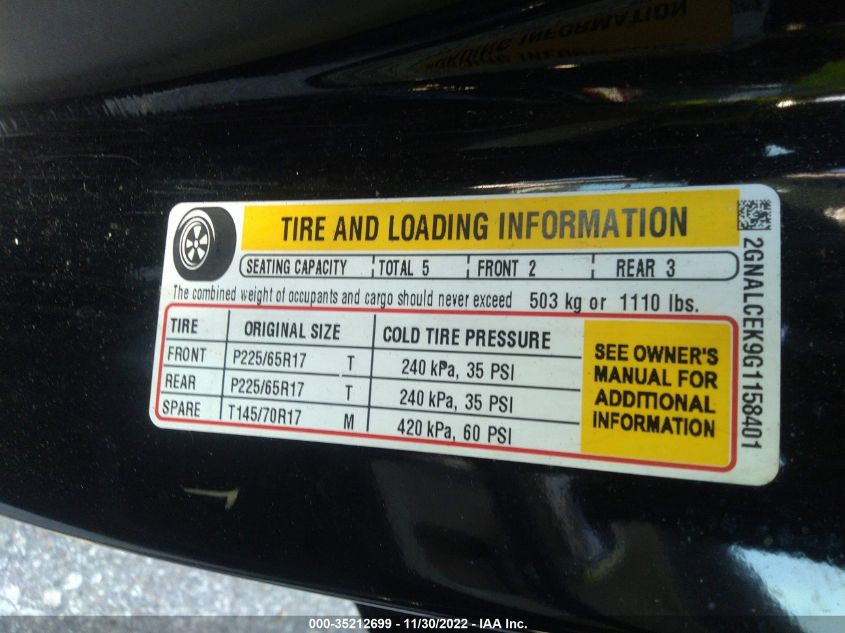 TIRE AND LOADING INFORMATION
SEATING CAPACITY TOTAL 5 FRONT 2 REAR 3
The combined weight of occupants and cargo should never exceed 503 kg or 1110 lbs.
TIRE ORIGINAL SIZE COLD TIRE PRESSURE
FRONT P225/65R17 T 240 kPa, 35 PSI
REAR P225/65R17 T 240 kPa, 35 PSI
SPARE T145/70R17 M 420 kPa, 60 PSI
SEE OWNER'S
MANUAL FOR
ADDITIONAL
INFORMATION
2GNALCEK9G1158401
000-35212699 - 11/30/2022 - IAA Inc.